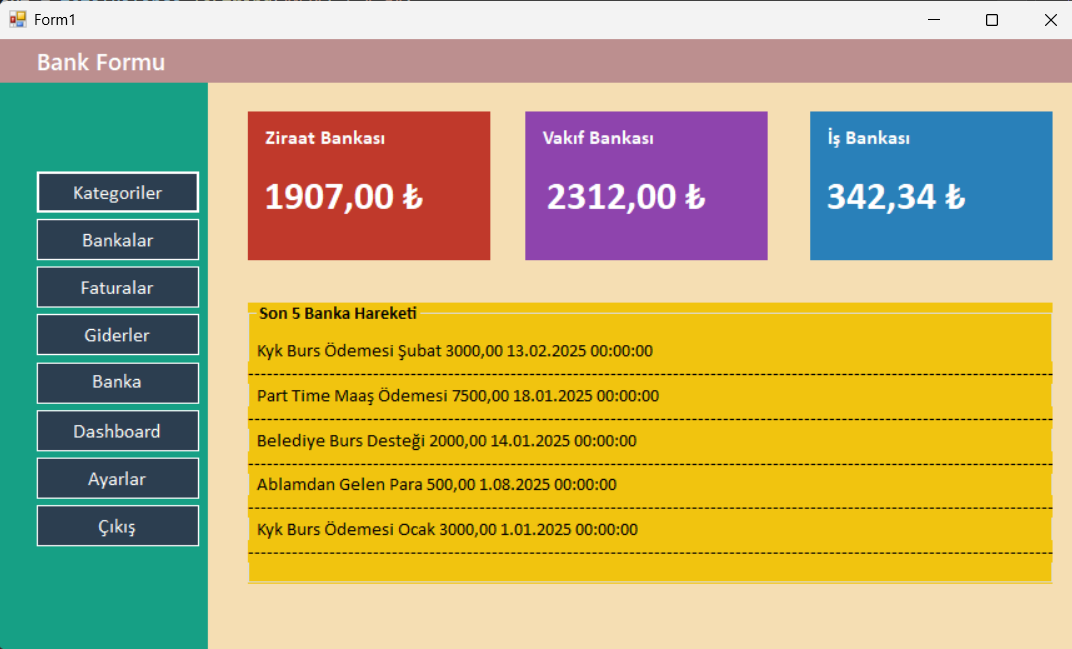 Form1
Bank Formu
Kategoriler
Bankalar
Faturalar
Giderler
Banka
Dashboard
Ayarlar
Çıkış
Ziraat Bankası
1907,00 ₺
Vakıf Bankası
2312,00 ₺
İş Bankası
342,34 ₺
Son 5 Banka Hareketi
Kyk Burs Ödemesi Şubat 3000,00 13.02.2025 00:00:00
Part Time Maaş Ödemesi 7500,00 18.01.2025 00:00:00
Belediye Burs Desteği 2000,00 14.01.2025 00:00:00
Ablamdan Gelen Para 500,00 1.08.2025 00:00:00
Kyk Burs Ödemesi Ocak 3000,00 1.01.2025 00:00:00